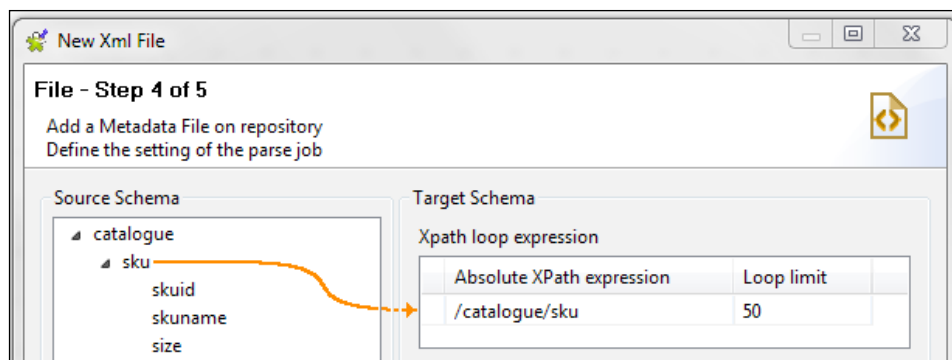 New Xml File
File - Step 4 of 5
Add a Metadata File on repository
Define the setting of the parse job
Source Schema
catalogue
sku
skuid
skuname
size
Target Schema
Xpath loop expression
Absolute XPath expression Loop limit
/catalogue/sku 50